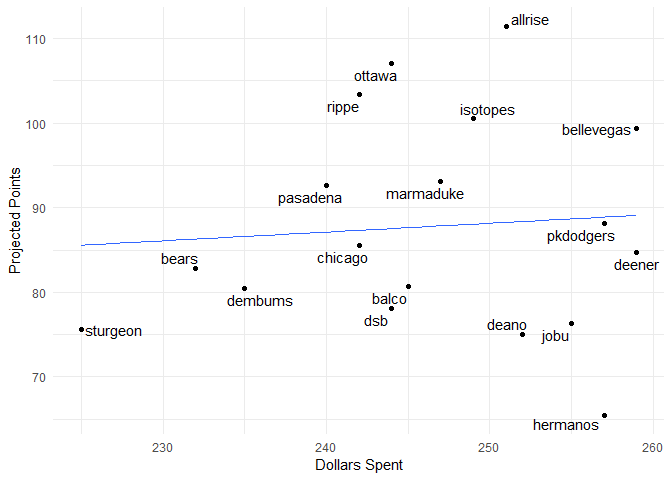 allrise
110
ottawa
rippe
isotopes
100
bellevegas
pasadena
marmaduke
90
pkdodgers
chicago
bears
deener
80
dembums
balco
dsb
deano
sturgeon
jobu
70
hermanos
230
240
250
260
Dollars Spent
Projected Points